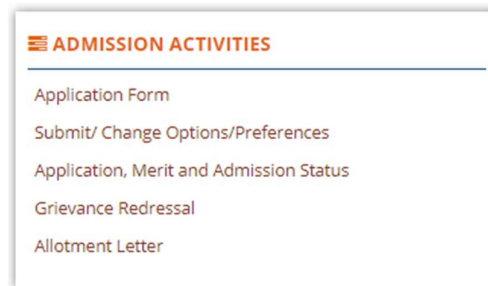 ADMISSION ACTIVITIES
Application Form
Submit/ Change Options/Preferences
Application, Merit and Admission Status
Grievance Redressal
Allotment Letter